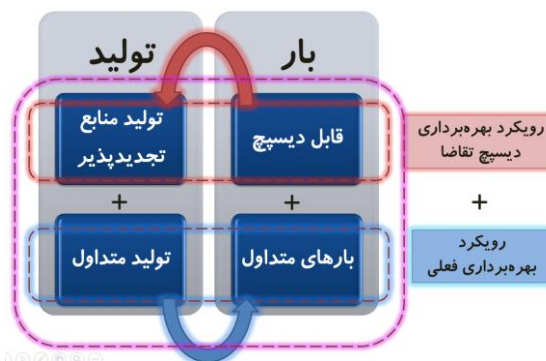 بار
تولید
قابل دیسپچ
تولید منابع
تجدیدپذیر
رویکرد بهره‌برداری
دیسپچ تقاضا
+
+
+
بارهای متداول
تولید متداول
رویکرد
بهره‌برداری فعلی